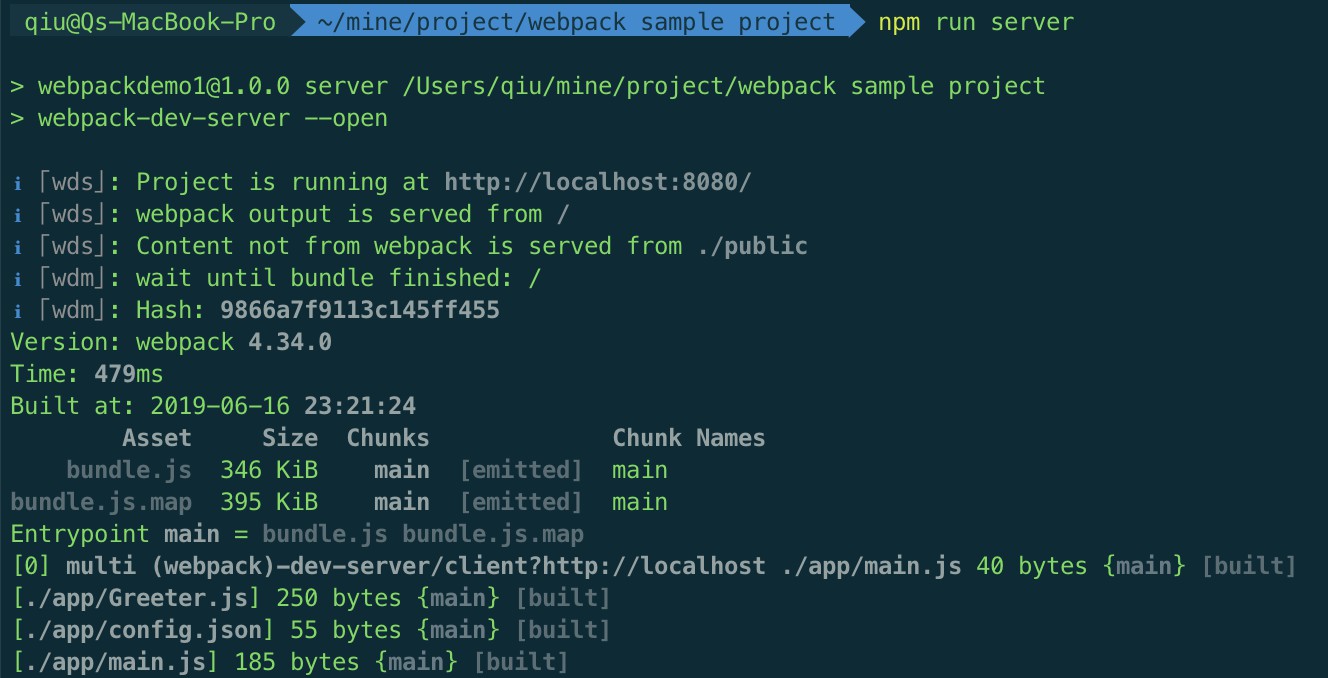 qiu@Qs-MacBook-Pro ~/mine/project/webpack sample project npm run server
> webpackdemo1@1.0.0 server /Users/qiu/mine/project/webpack sample project
> webpack-dev-server --open
ℹ ｢wds｣: Project is running at http://localhost:8080/
ℹ ｢wds｣: webpack output is served from /
ℹ ｢wds｣: Content not from webpack is served from ./public
ℹ ｢wdm｣: wait until bundle finished: /
ℹ ｢wdm｣: Hash: 9866a7f9113c145ff455
Version: webpack 4.34.0
Time: 479ms
Built at: 2019-06-16 23:21:24
Asset Size Chunks Chunk Names
bundle.js 346 KiB main [emitted] main
bundle.js.map 395 KiB main [emitted] main
Entrypoint main = bundle.js bundle.js.map
[0] multi (webpack)-dev-server/client?http://localhost ./app/main.js 40 bytes {main} [built]
[./app/Greeter.js] 250 bytes {main} [built]
[./app/config.json] 55 bytes {main} [built]
[./app/main.js] 185 bytes {main} [built]